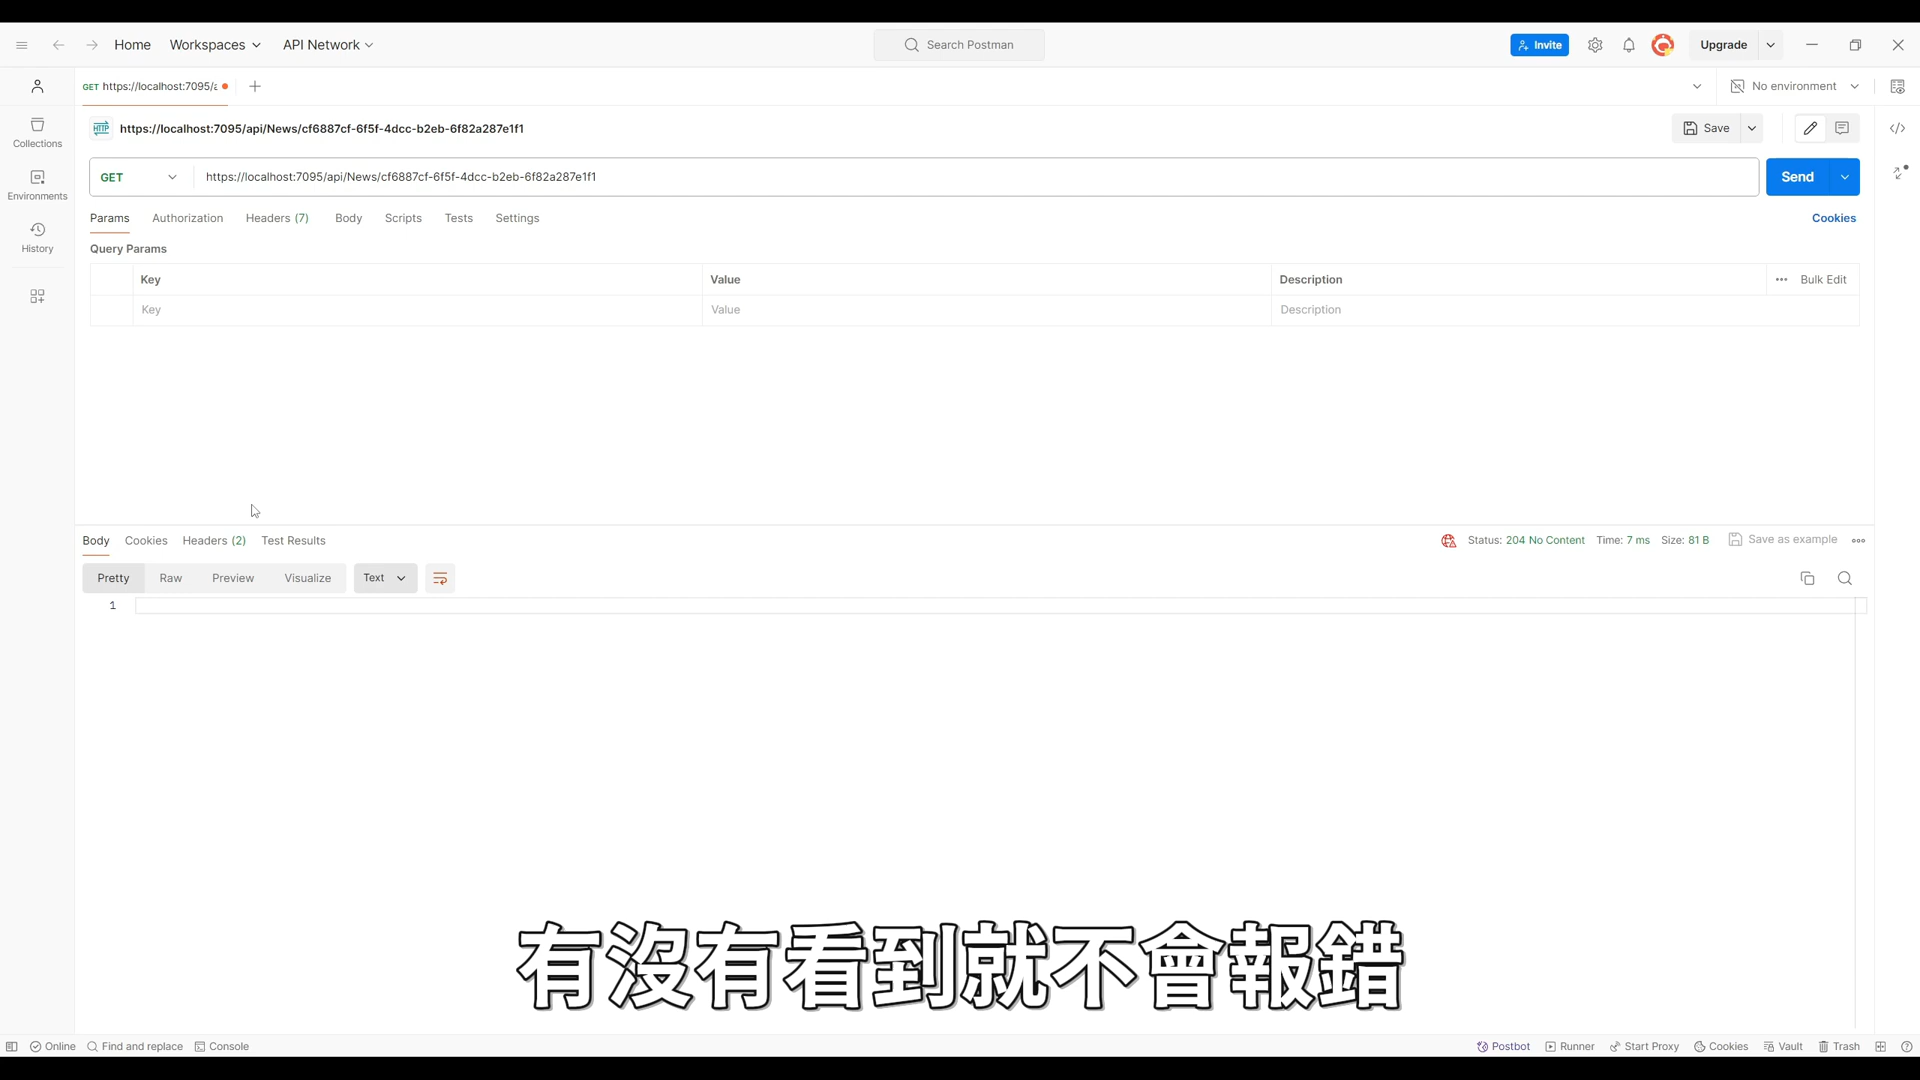 Home
Workspaces
API Network
Search Postman
Invite
Upgrade
GET https://localhost:7095/a
No environment
Collections
Environments
History
HTTP https://localhost:7095/api/News/cf6887cf-6f5f-4dcc-b2eb-6f82a287e1f1
Save
GET
https://localhost:7095/api/News/cf6887cf-6f5f-4dcc-b2eb-6f82a287e1f1
Send
Params Authorization Headers (7) Body Scripts Tests Settings
Cookies
Query Params
Key Value Description ••• Bulk Edit
Key Value Description
Body Cookies Headers (2) Test Results
Status: 204 No Content Time: 7 ms Size: 81 B
Save as example
Pretty Raw Preview Visualize Text
1
有沒有看到就不會報錯
Online Find and replace Console
Postbot Runner Start Proxy Cookies Vault Trash